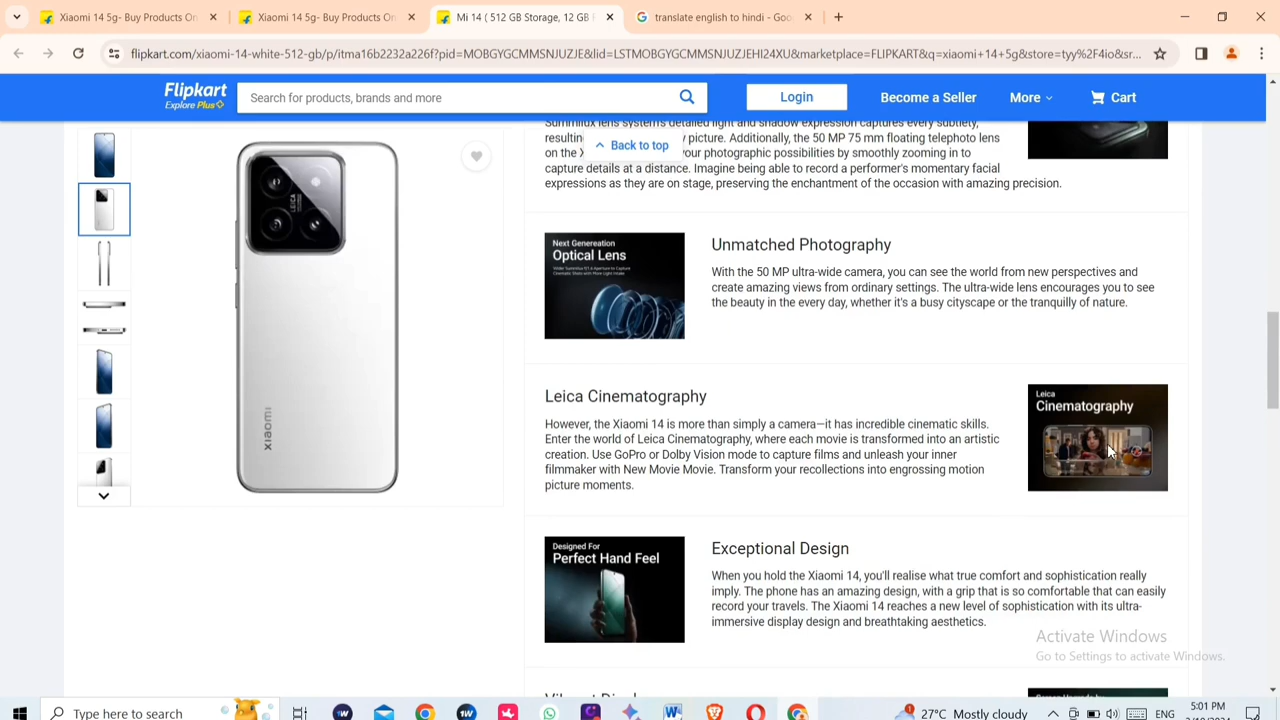 Xiaomi 14 5g- Buy Products On
Xiaomi 14 5g- Buy Products On
Mi 14 ( 512 GB Storage, 12 GB
translate english to hindi - Goo
flipkart.com/xiaomi-14-white-512-gb/p/itma16b2232a226f?pid=MOBGYGCMMSNJUZJE&lid=LSTMOBGYGCMMSNJUZJEHI24XU&marketplace=FLIPKART&q=xiaomi+14+5g&store=tyy%2F4io&sr...
Flipkart
Explore Plus
Search for products, brands and more
Login
Become a Seller
More
Cart
Summilux lens systems detailed light and shadow expression captures every subtlety,
resulting picture. Additionally, the 50 MP 75 mm floating telephoto lens
Back to top
on the your photographic possibilities by smoothly zooming in to
capture details at a distance. Imagine being able to record a performer's momentary facial
expressions as they are on stage, preserving the enchantment of the occasion with amazing precision.
Next Genereation
Optical Lens
Unmatched Photography
With the 50 MP ultra-wide camera, you can see the world from new perspectives and
create amazing views from ordinary settings. The ultra-wide lens encourages you to see
the beauty in the every day, whether it's a busy cityscape or the tranquilly of nature.
Leica Cinematography
However, the Xiaomi 14 is more than simply a camera—it has incredible cinematic skills.
Enter the world of Leica Cinematography, where each movie is transformed into an artistic
creation. Use GoPro or Dolby Vision mode to capture films and unleash your inner
filmmaker with New Movie Movie. Transform your recollections into engrossing motion
picture moments.
Leica
Cinematography
xiaomi
Designed For
Perfect Hand Feel
Exceptional Design
When you hold the Xiaomi 14, you'll realise what true comfort and sophistication really
imply. The phone has an amazing design, with a grip that is so comfortable that can easily
record your travels. The Xiaomi 14 reaches a new level of sophistication with its ultra-
immersive display design and breathtaking aesthetics.
Activate Windows
Go to Settings to activate Windows.
Type here to search
27°C Mostly cloudy
ENG
5:01 PM